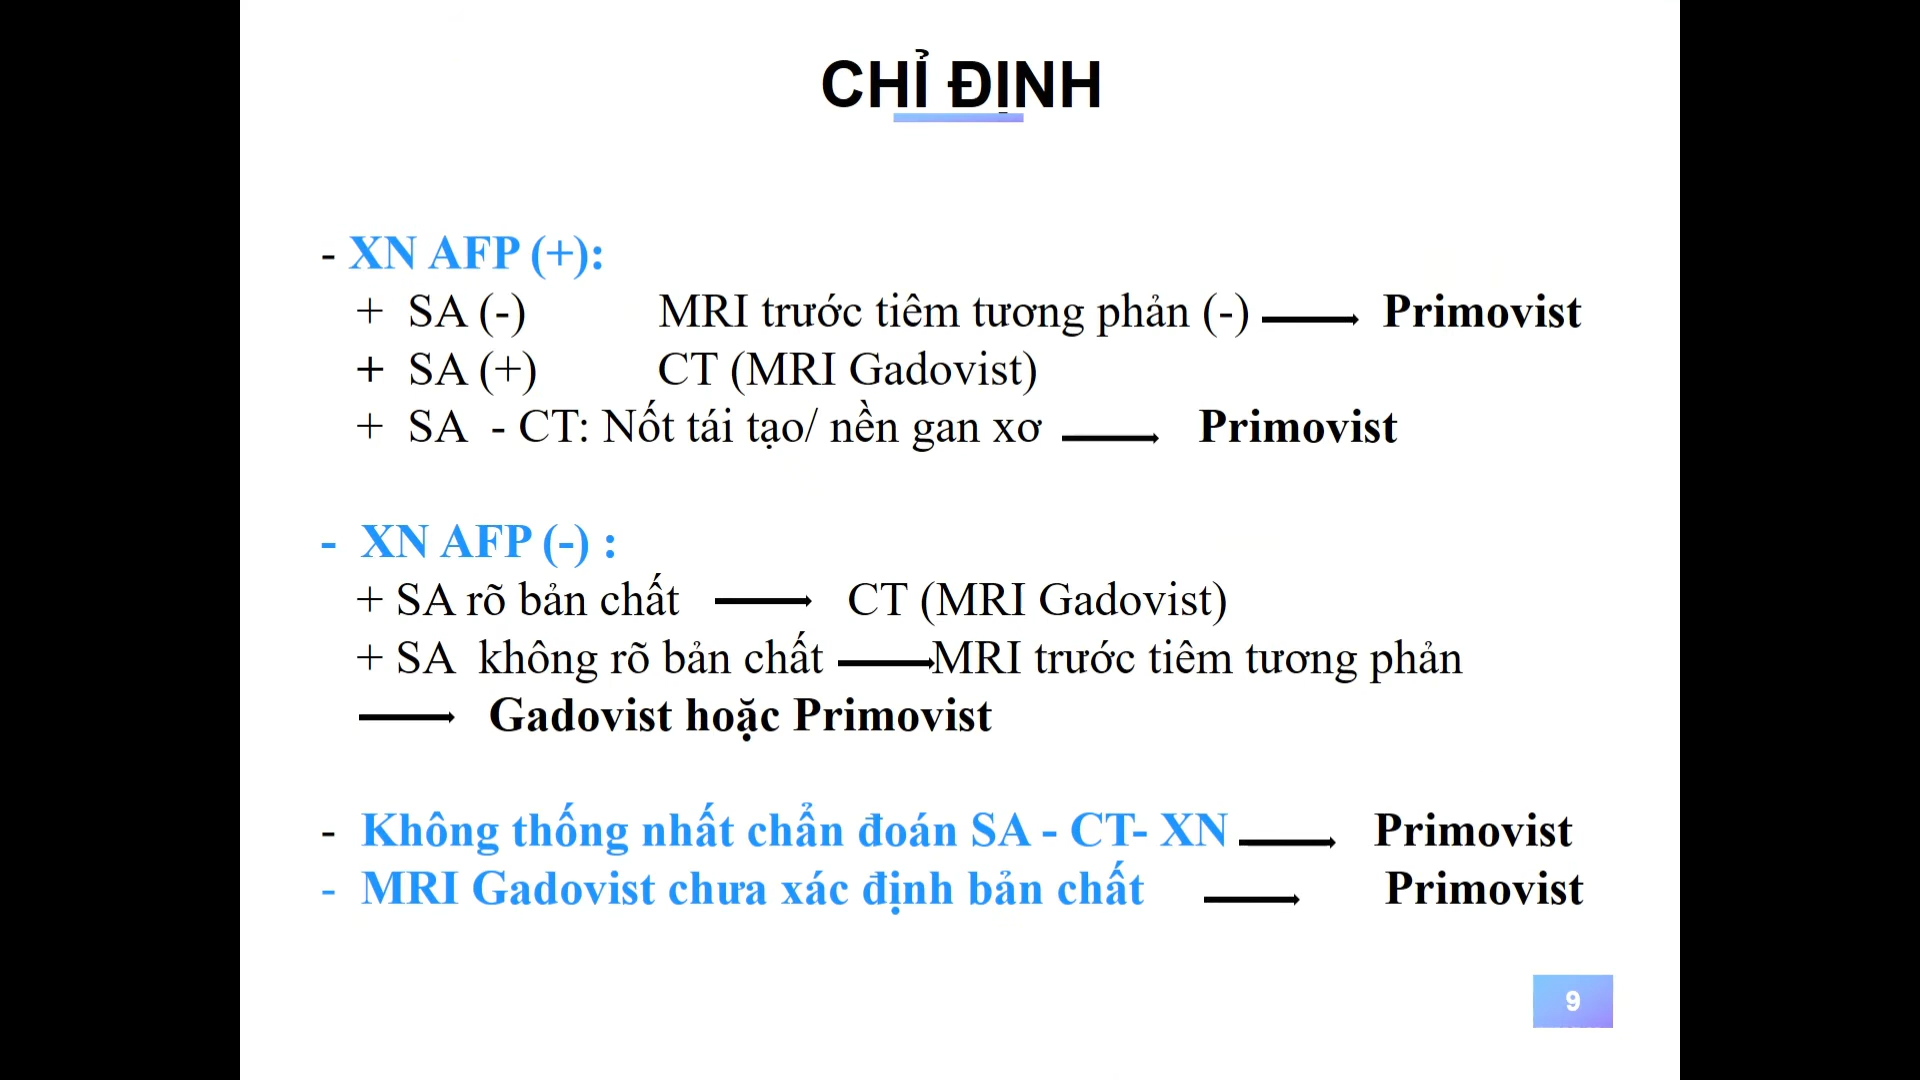 CHỈ ĐỊNH
- XN AFP (+):
+ SA (-) MRI trước tiêm tương phản (-) → Primovist
+ SA (+) CT (MRI Gadovist)
+ SA - CT: Nốt tái tạo/ nền gan xơ → Primovist
- XN AFP (-) :
+ SA rõ bản chất → CT (MRI Gadovist)
+ SA không rõ bản chất → MRI trước tiêm tương phản
→ Gadovist hoặc Primovist
- Không thống nhất chẩn đoán SA - CT- XN → Primovist
- MRI Gadovist chưa xác định bản chất → Primovist
9